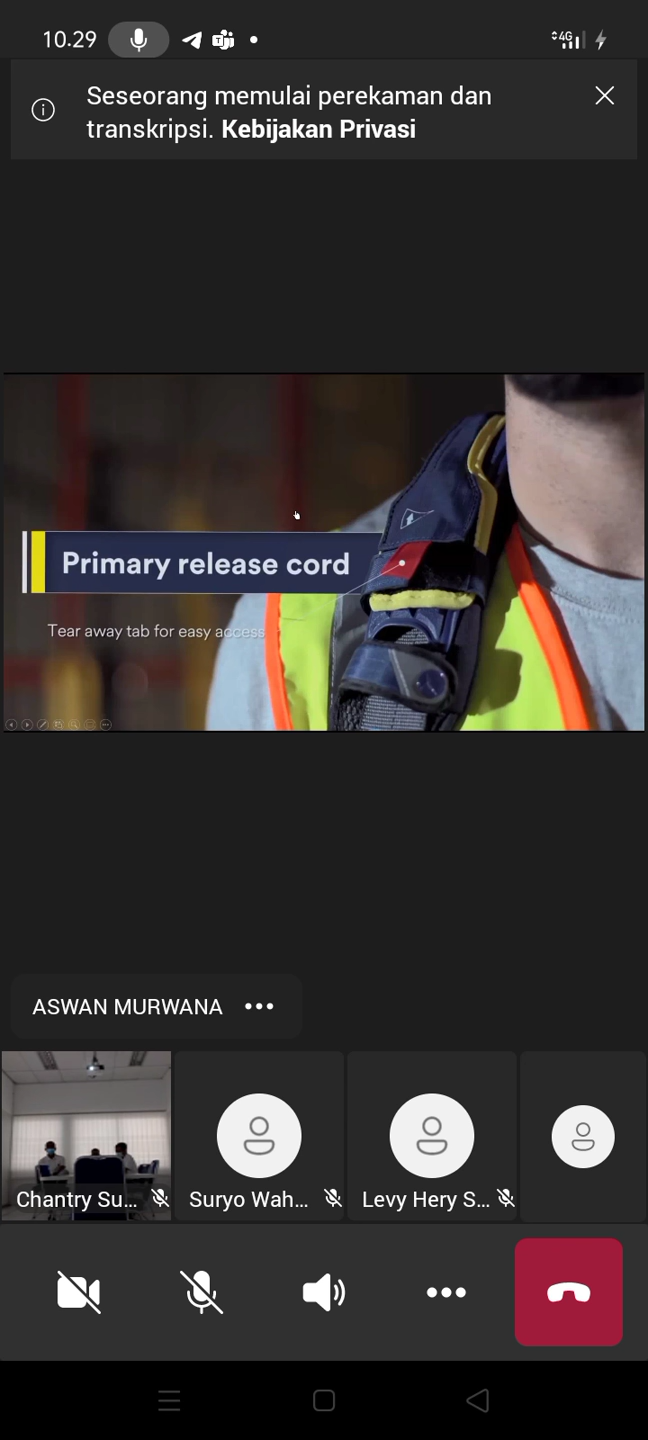 10.29
4G
Seseorang memulai perekaman dan
transkripsi. Kebijakan Privasi
Primary release cord
Tear away tab for easy access
ASWAN MURWANA
Chantry Su...
Suryo Wah...
Levy Hery S...